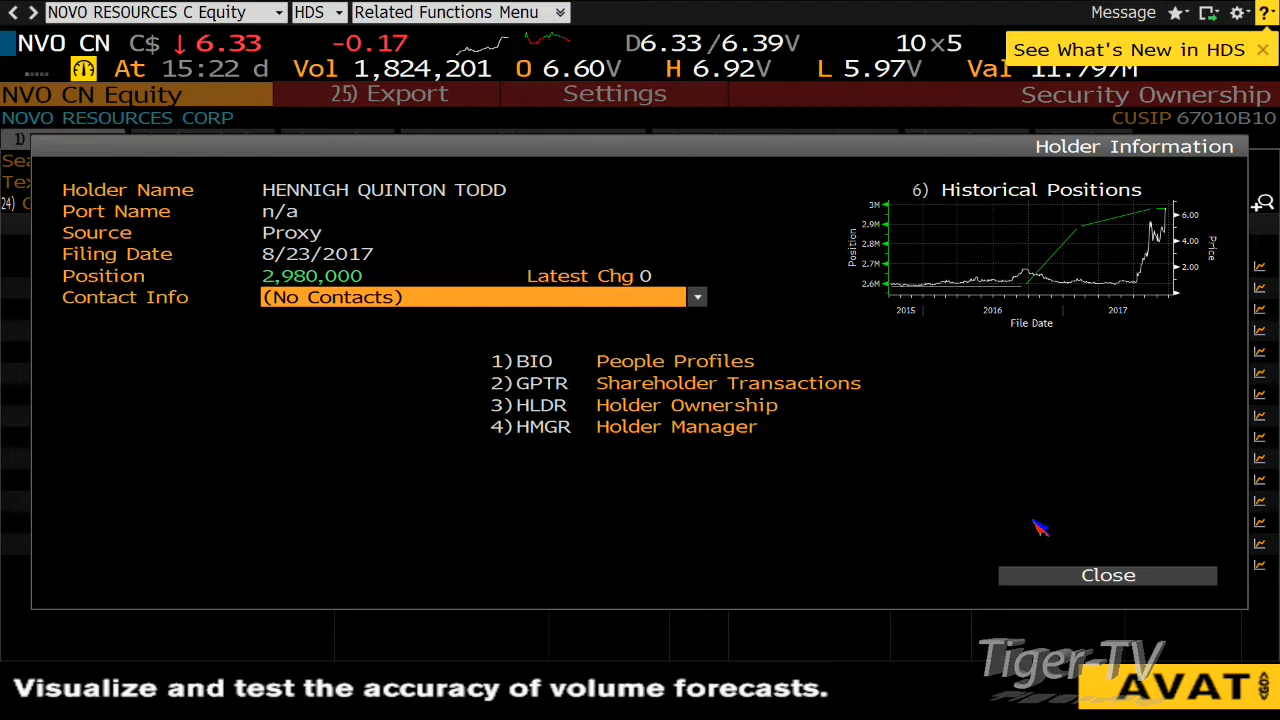 NOVO RESOURCES C Equity HDS Related Functions Menu Message
NVO CN C$ 6.33 -0.17 D6.33/6.39V 10x5
See What's New in HDS
At 15:22 d Vol 1,824,201 O 6.60V H 6.92V L 5.97V Val 11.797M
NVO CN Equity 25) Export Settings Security Ownership
NOVO RESOURCES CORP CUSIP 67010B10
1)
Holder Information
Holder Name HENNIGH QUINTON TODD
Port Name n/a
Source Proxy
Filing Date 8/23/2017
Position 2,980,000 Latest Chg 0
Contact Info (No Contacts)
6) Historical Positions
3M
2.9M
2.8M
2.7M
2.6M
Position
6.00
4.00
2.00
Price
2015 2016 2017
File Date
24)
1) BIO People Profiles
2) GPTR Shareholder Transactions
3) HLDR Holder Ownership
4) HMGR Holder Manager
Close
Tiger-TV
Visualize and test the accuracy of volume forecasts.
AVAT <GO>